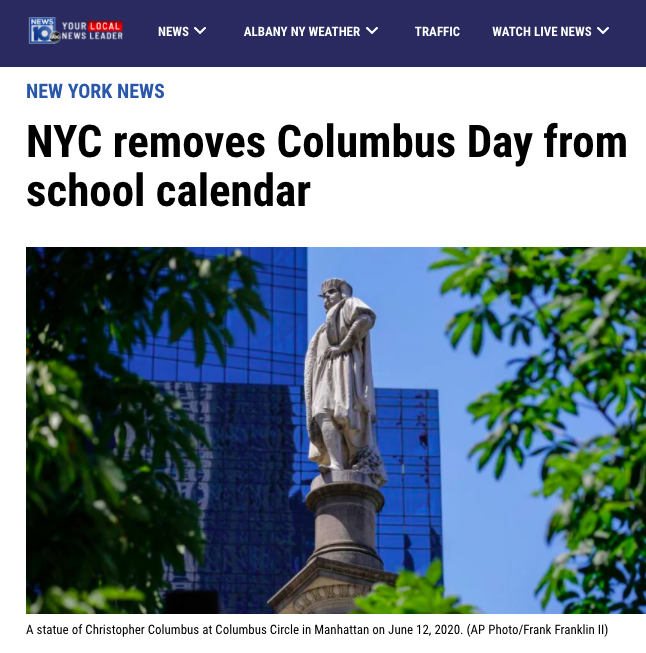 NEWS 10 abc YOUR LOCAL NEWS LEADER
NEWS
ALBANY NY WEATHER
TRAFFIC
WATCH LIVE NEWS
NEW YORK NEWS
NYC removes Columbus Day from
school calendar
A statue of Christopher Columbus at Columbus Circle in Manhattan on June 12, 2020. (AP Photo/Frank Franklin II)